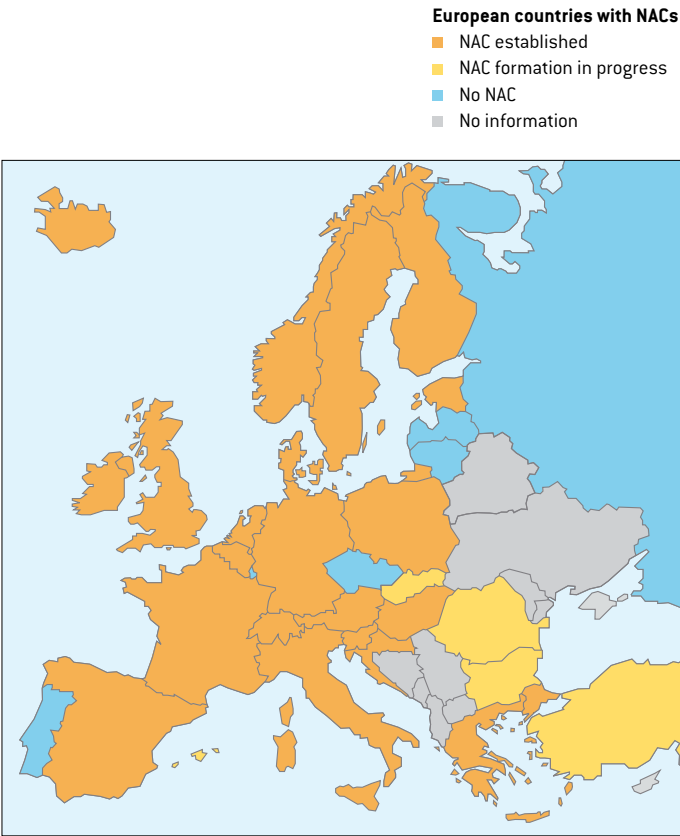 European countries with NACs
NAC established
NAC formation in progress
No NAC
No information